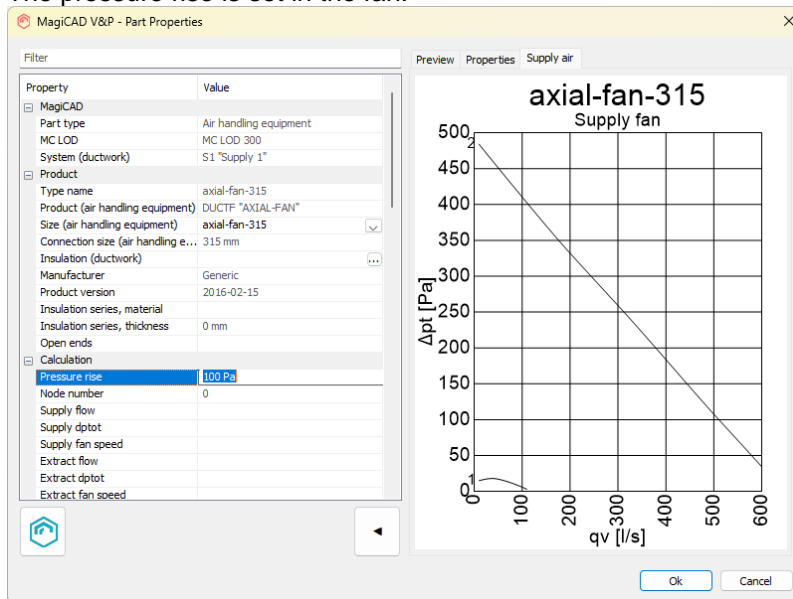 The pressure rise is set in the fan.
MagiCAD V&P - Part Properties
Filter
Property Value
MagiCAD
Part type Air handling equipment
MC LOD MC LOD 300
System (ductwork) S1 "Supply 1"
Product
Type name axial-fan-315
Product (air handling equipment) DUCTF "AXIAL-FAN"
Size (air handling equipment) axial-fan-315
Connection size (air handling e... 315 mm
Insulation (ductwork) ...
Manufacturer Generic
Product version 2016-02-15
Insulation series, material
Insulation series, thickness 0 mm
Open ends
Calculation
Pressure rise 100 Pa
Node number 0
Supply flow
Supply dptot
Supply fan speed
Extract flow
Extract dptot
Extract fan speed
Preview Properties Supply air
axial-fan-315
Supply fan
500
2
450
400
350
300
250
200
150
100
50
1
0
Δpt [Pa]
0 100 200 300 400 500 600
qv [l/s]
Ok Cancel